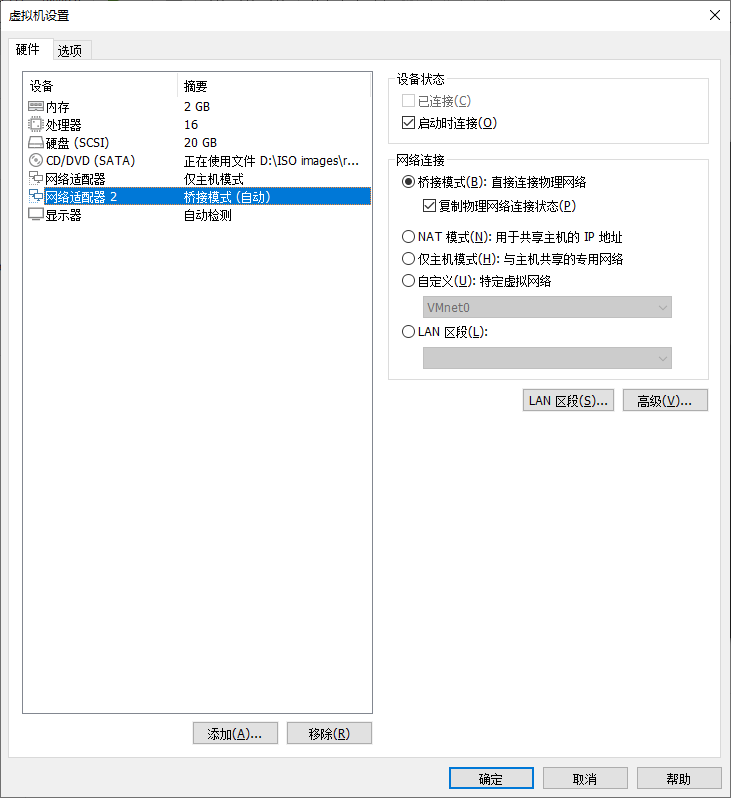 虚拟机设置
硬件 选项
设备 摘要
内存 2 GB
处理器 16
硬盘 (SCSI) 20 GB
CD/DVD (SATA) 正在使用文件 D:\ISO images\r...
网络适配器 仅主机模式
网络适配器 2 桥接模式 (自动)
显示器 自动检测
添加(A)... 移除(R)
设备状态
已连接(C)
启动时连接(O)
网络连接
桥接模式(B): 直接连接物理网络
复制物理网络连接状态(P)
NAT 模式(N): 用于共享主机的 IP 地址
仅主机模式(H): 与主机共享的专用网络
自定义(U): 特定虚拟网络
VMnet0
LAN 区段(L):
LAN 区段(S)... 高级(V)...
确定 取消 帮助